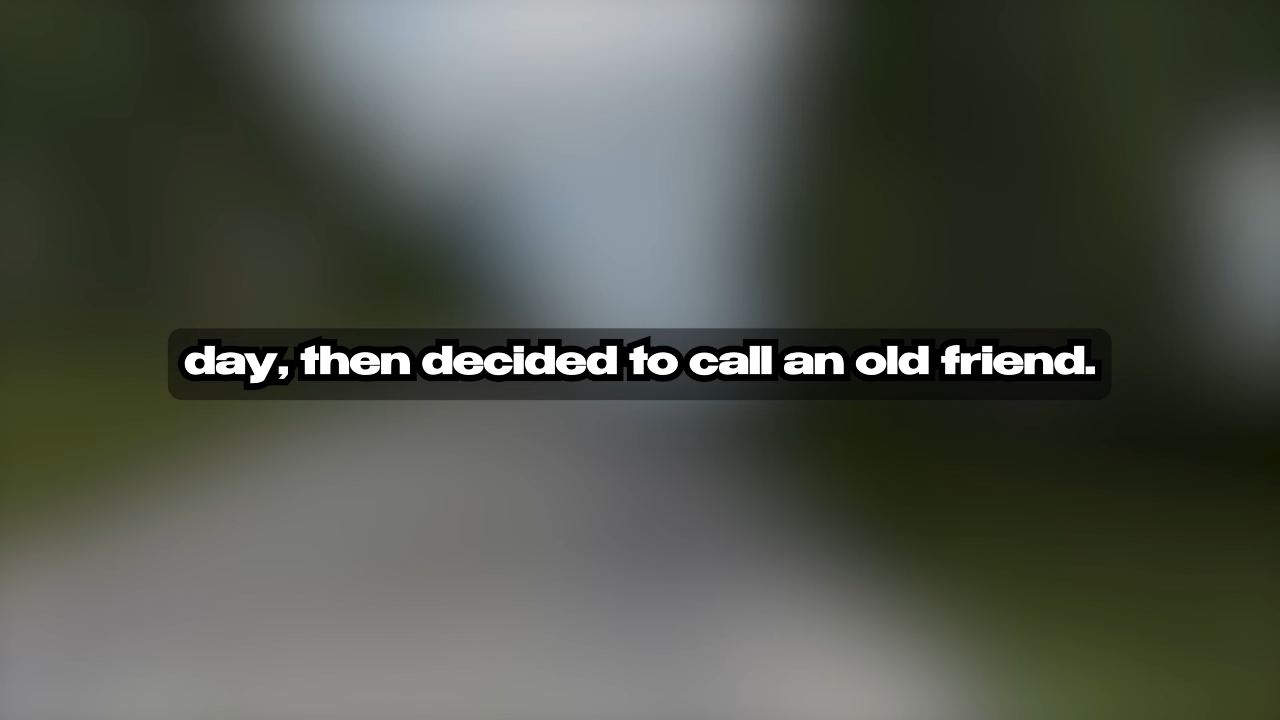 day, then decided to call an old friend.